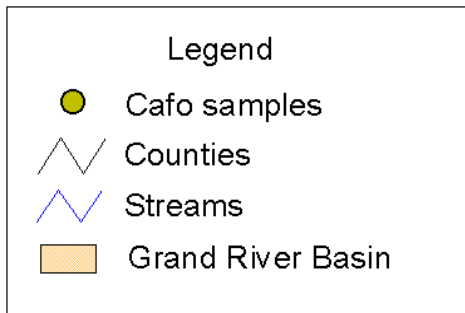 Legend
Cafo samples
Counties
Streams
Grand River Basin